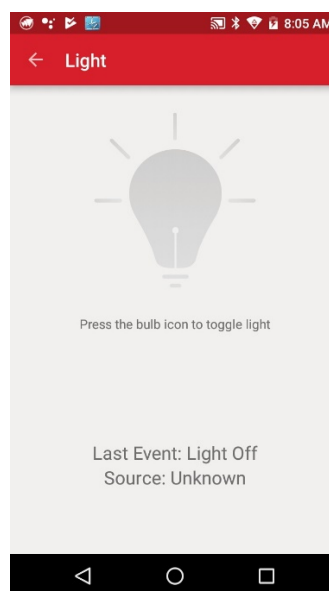 8:05 AM
Light
Press the bulb icon to toggle light
Last Event: Light Off
Source: Unknown